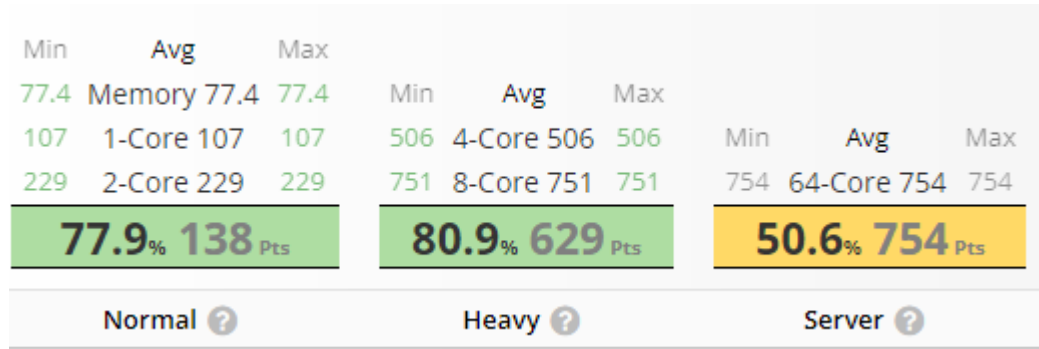 Min Avg Max
77.4 Memory 77.4 77.4
107 1-Core 107 107
229 2-Core 229 229
77.9% 138 Pts
Normal ?
Min Avg Max
506 4-Core 506 506
751 8-Core 751 751
80.9% 629 Pts
Heavy ?
Min Avg Max
754 64-Core 754 754
50.6% 754 Pts
Server ?